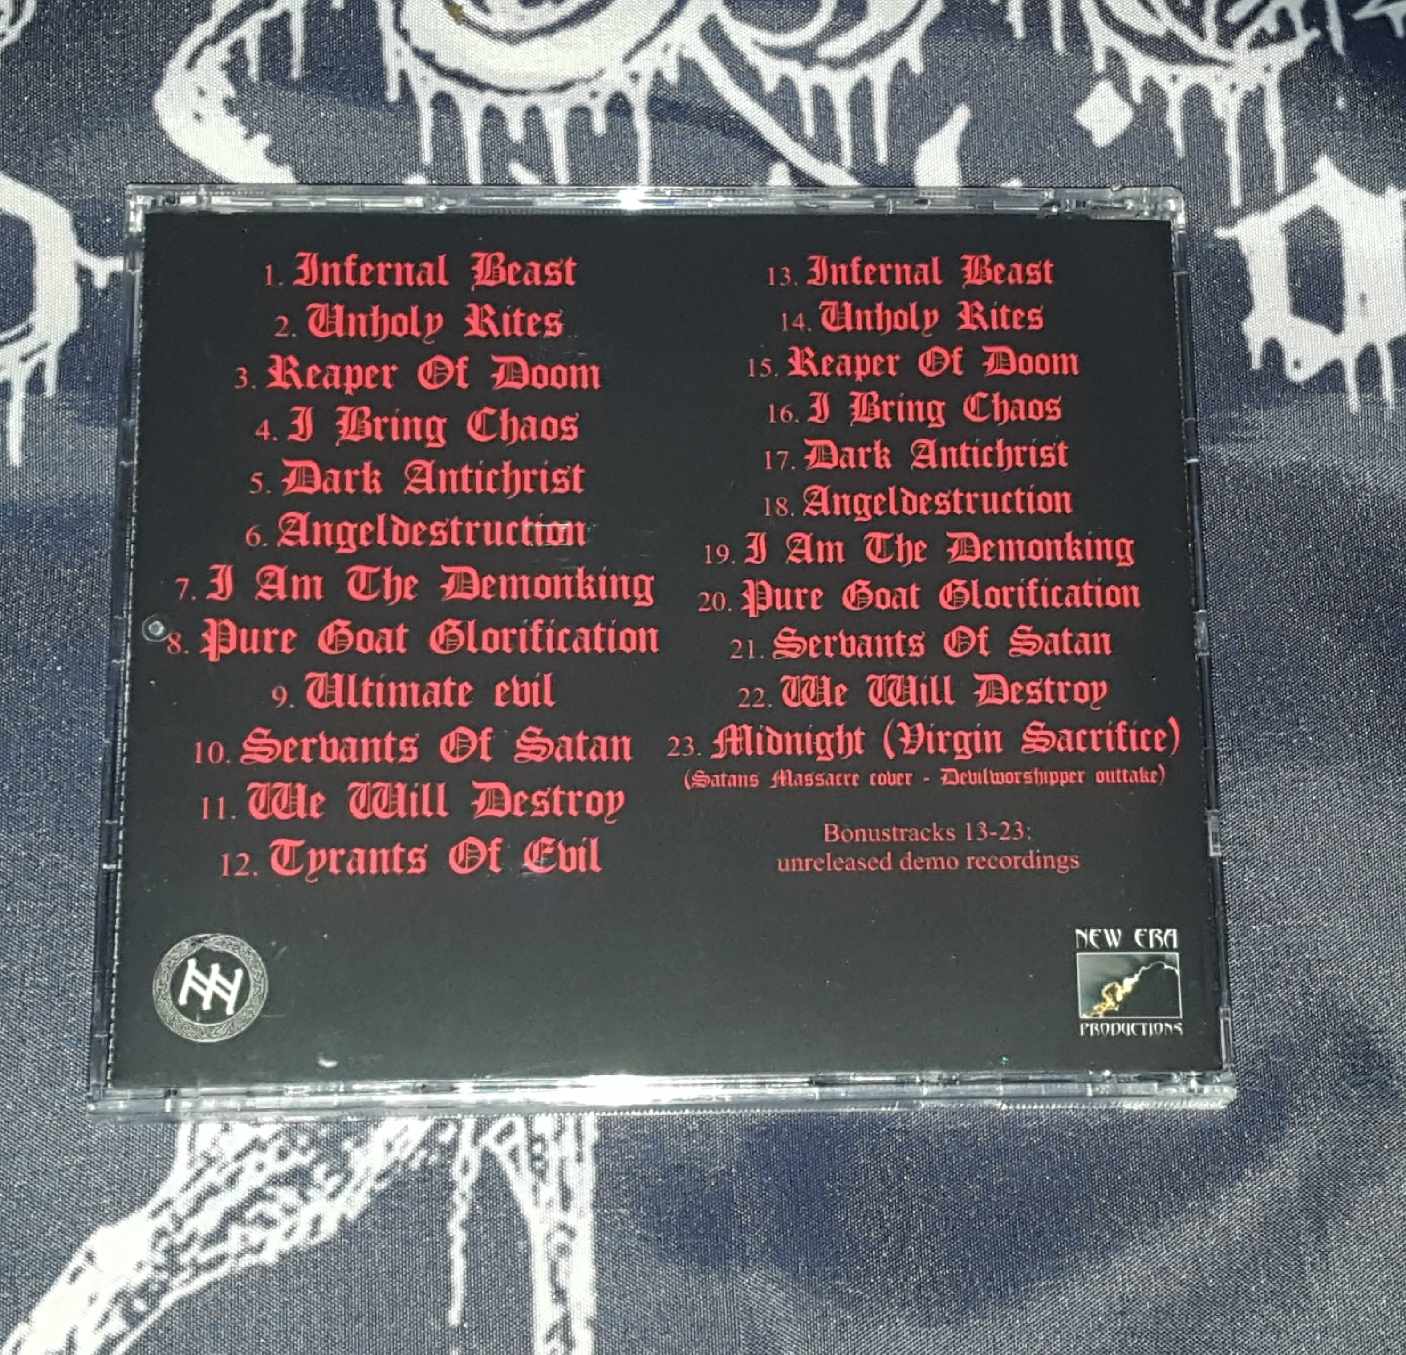 1. Infernal Beast
2. Unholy Rites
3. Reaper Of Doom
4. I Bring Chaos
5. Dark Antichrist
6. Angeldestruction
7. I Am The Demonking
8. Pure Goat Glorification
9. Ultimate evil
10. Servants Of Satan
11. We Will Destroy
12. Tyrants Of Evil
13. Infernal Beast
14. Unholy Rites
15. Reaper Of Doom
16. I Bring Chaos
17. Dark Antichrist
18. Angeldestruction
19. I Am The Demonking
20. Pure Goat Glorification
21. Servants Of Satan
22. We Will Destroy
23. Midnight (Virgin Sacrifice)
(Satans Massacre cover - Devilworshipper outtake)
Bonustracks 13-23:
unreleased demo recordings
NEW ERA
PRODUCTIONS